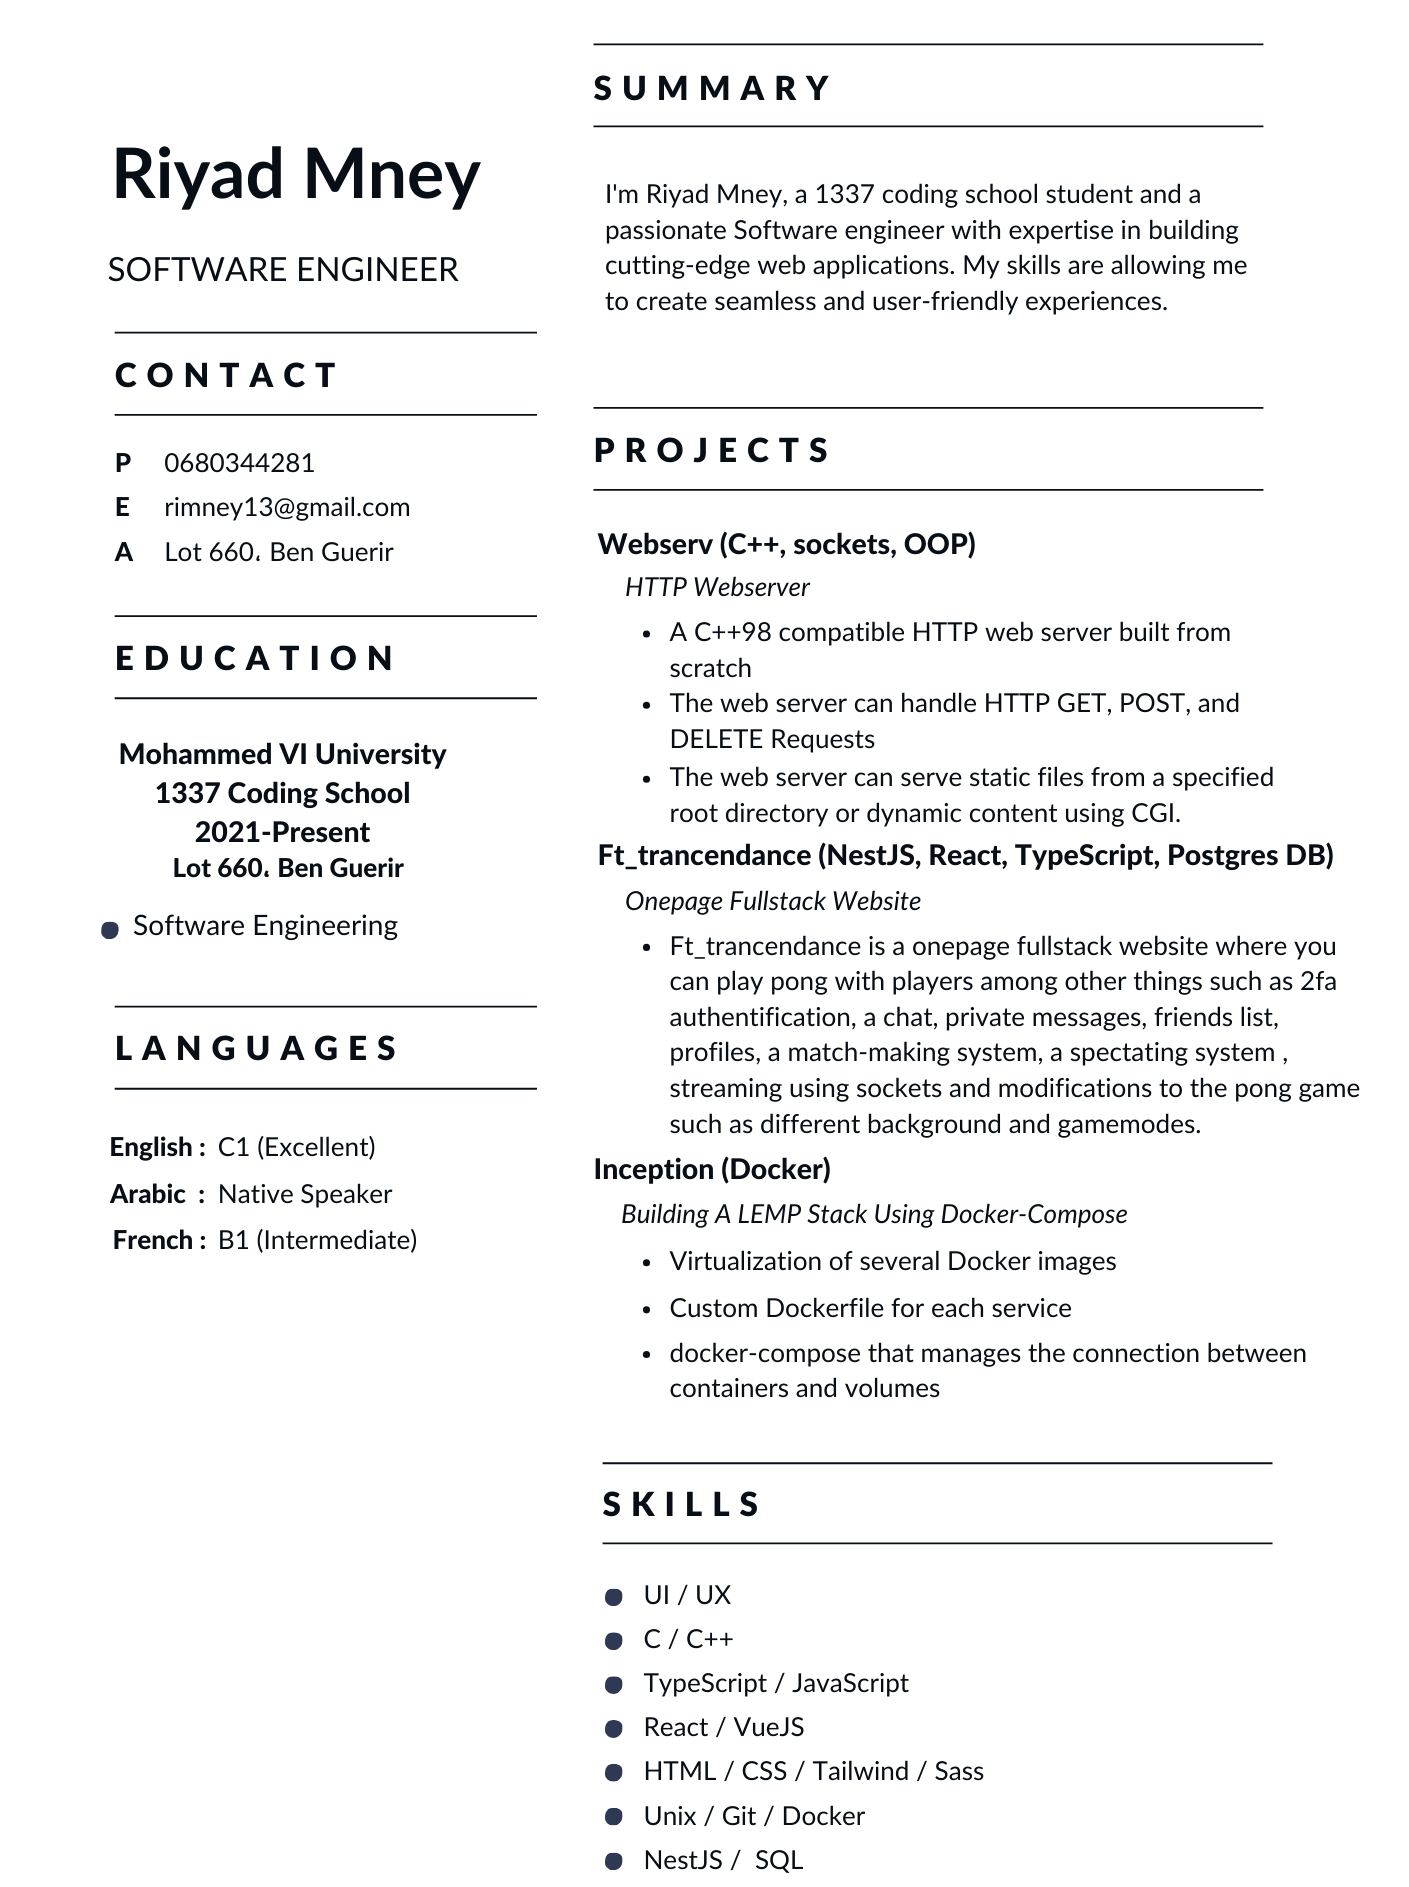 Riyad Mney
SOFTWARE ENGINEER
CONTACT
P 0680344281
E rimney13@gmail.com
A Lot 660، Ben Guerir
EDUCATION
Mohammed VI University
1337 Coding School
2021-Present
Lot 660، Ben Guerir
Software Engineering
LANGUAGES
English : C1 (Excellent)
Arabic : Native Speaker
French : B1 (Intermediate)
SUMMARY
I'm Riyad Mney, a 1337 coding school student and a
passionate Software engineer with expertise in building
cutting-edge web applications. My skills are allowing me
to create seamless and user-friendly experiences.
PROJECTS
Webserv (C++, sockets, OOP)
HTTP Webserver
• A C++98 compatible HTTP web server built from
scratch
• The web server can handle HTTP GET, POST, and
DELETE Requests
• The web server can serve static files from a specified
root directory or dynamic content using CGI.
Ft_trancendance (NestJS, React, TypeScript, Postgres DB)
Onepage Fullstack Website
• Ft_trancendance is a onepage fullstack website where you
can play pong with players among other things such as 2fa
authentification, a chat, private messages, friends list,
profiles, a match-making system, a spectating system ,
streaming using sockets and modifications to the pong game
such as different background and gamemodes.
Inception (Docker)
Building A LEMP Stack Using Docker-Compose
• Virtualization of several Docker images
• Custom Dockerfile for each service
• docker-compose that manages the connection between
containers and volumes
SKILLS
UI / UX
C / C++
TypeScript / JavaScript
React / VueJS
HTML / CSS / Tailwind / Sass
Unix / Git / Docker
NestJS / SQL